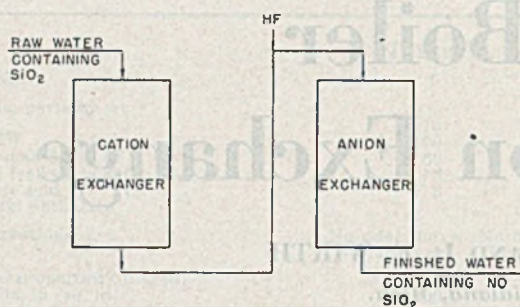 HF
RAW WATER
CONTAINING
SiO₂
CATION
EXCHANGER
ANION
EXCHANGER
FINISHED WATER
CONTAINING NO
SiO₂